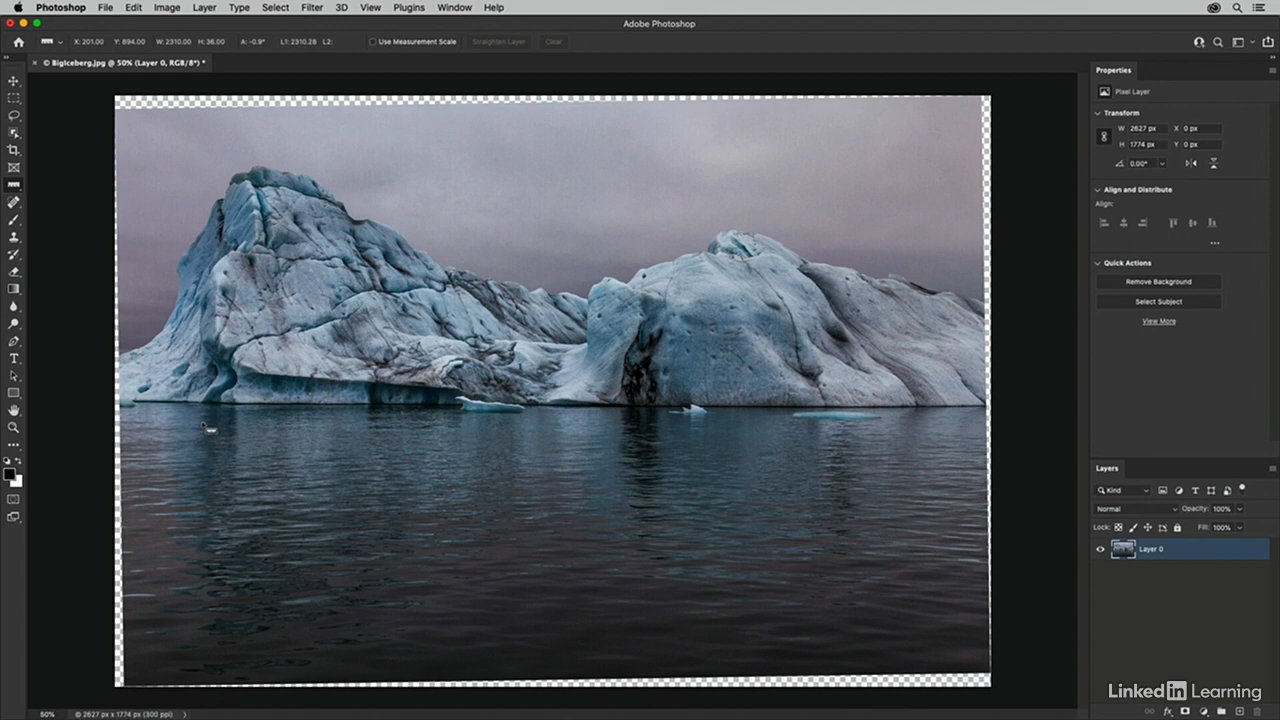 Photoshop File Edit Image Layer Type Select Filter 3D View Plugins Window Help
Adobe Photoshop
X: 201.00 Y: 894.00 W: 2310.00 H: 36.00 A: -0.9° L1: 2310.28 L2: Use Measurement Scale Straighten Layer Clear
© BigIceberg.jpg @ 50% (Layer 0, RGB/8*) *
Properties
Pixel Layer
Transform
W 2627 px X 0 px
H 1774 px Y 0 px
0.00°
Align and Distribute
Align:
Quick Actions
Remove Background
Select Subject
View More
Layers
Kind
Normal Opacity: 100%
Lock: Fill: 100%
Layer 0
LinkedIn Learning
50% © 2627 px x 1774 px (300 ppi)